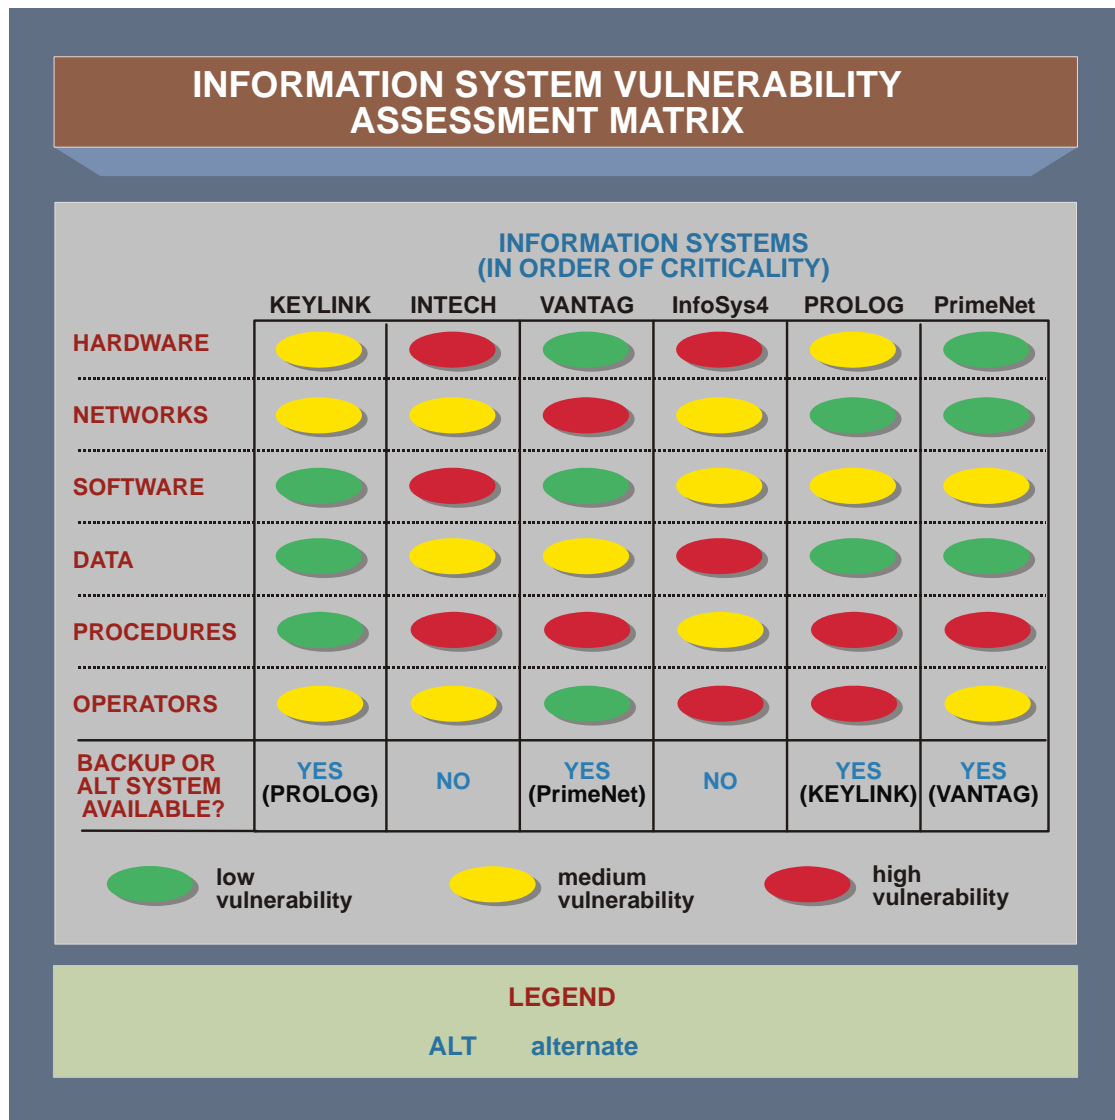 INFORMATION SYSTEM VULNERABILITY
ASSESSMENT MATRIX
INFORMATION SYSTEMS
(IN ORDER OF CRITICALITY)
KEYLINK INTECH VANTAG InfoSys4 PROLOG PrimeNet
HARDWARE
NETWORKS
SOFTWARE
DATA
PROCEDURES
OPERATORS
BACKUP OR
ALT SYSTEM
AVAILABLE?
YES
(PROLOG)
NO
YES
(PrimeNet)
NO
YES
(KEYLINK)
YES
(VANTAG)
low
vulnerability
medium
vulnerability
high
vulnerability
LEGEND
ALT alternate